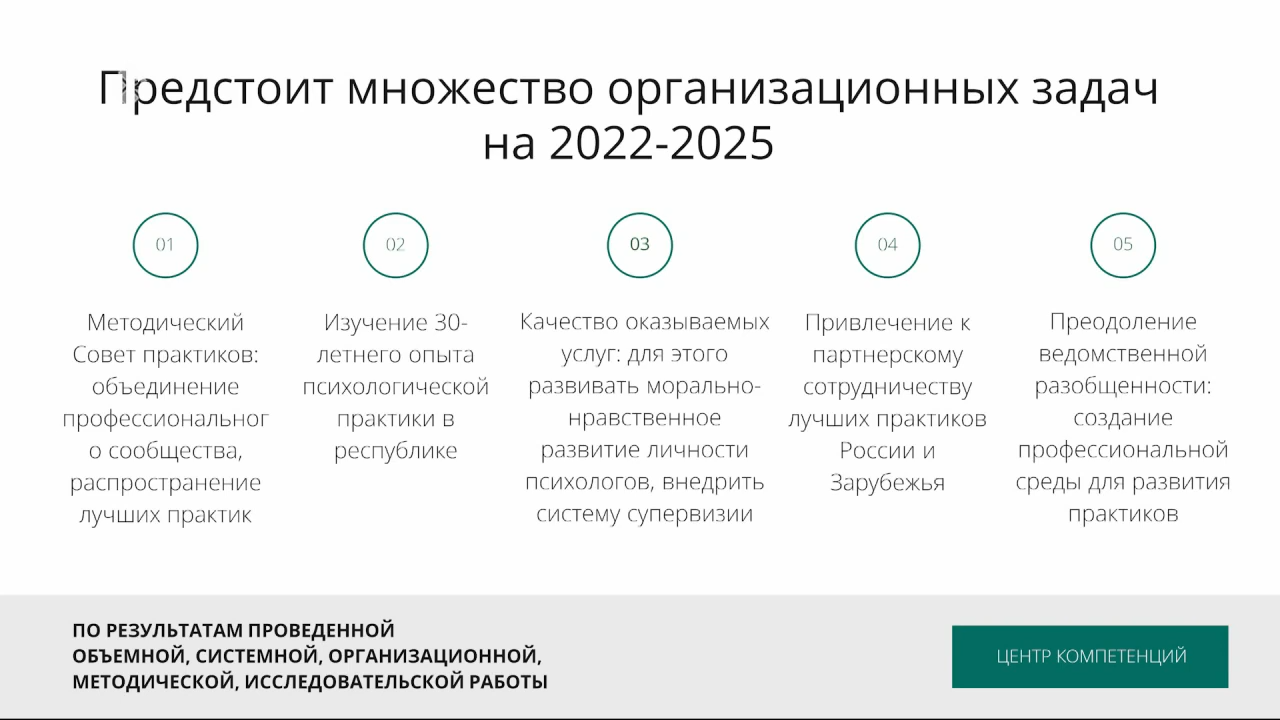 Предстоит множество организационных задач
на 2022-2025
01
Методический
Совет практиков:
объединение
профессиональног
о сообщества,
распространение
лучших практик
02
Изучение 30-
летнего опыта
психологической
практики в
республике
03
Качество оказываемых
услуг: для этого
развивать морально-
нравственное
развитие личности
психологов, внедрить
систему супервизии
04
Привлечение к
партнерскому
сотрудничеству
лучших практиков
России и
Зарубежья
05
Преодоление
ведомственной
разобщенности:
создание
профессиональной
среды для развития
практиков
ПО РЕЗУЛЬТАТАМ ПРОВЕДЕННОЙ
ОБЪЕМНОЙ, СИСТЕМНОЙ, ОРГАНИЗАЦИОННОЙ,
МЕТОДИЧЕСКОЙ, ИССЛЕДОВАТЕЛЬСКОЙ РАБОТЫ
ЦЕНТР КОМПЕТЕНЦИЙ